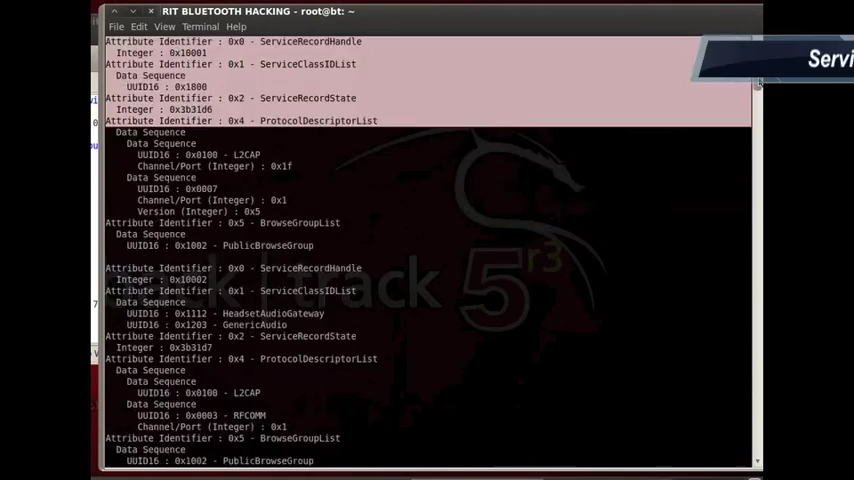 RIT BLUETOOTH HACKING - root@bt: ~
File Edit View Terminal Help
Attribute Identifier : 0x0 - ServiceRecordHandle
Integer : 0x10001
Attribute Identifier : 0x1 - ServiceClassIDList
Data Sequence
UUID16 : 0x1800
Attribute Identifier : 0x2 - ServiceRecordState
Integer : 0x3b31d6
Attribute Identifier : 0x4 - ProtocolDescriptorList
Data Sequence
Data Sequence
UUID16 : 0x0100 - L2CAP
Channel/Port (Integer) : 0x1f
Data Sequence
UUID16 : 0x0007
Channel/Port (Integer) : 0x1
Version (Integer) : 0x5
Attribute Identifier : 0x5 - BrowseGroupList
Data Sequence
UUID16 : 0x1002 - PublicBrowseGroup
Attribute Identifier : 0x0 - ServiceRecordHandle
Integer : 0x10002
Attribute Identifier : 0x1 - ServiceClassIDList
Data Sequence
UUID16 : 0x1112 - HeadsetAudioGateway
UUID16 : 0x1203 - GenericAudio
Attribute Identifier : 0x2 - ServiceRecordState
Integer : 0x3b31d7
Attribute Identifier : 0x4 - ProtocolDescriptorList
Data Sequence
Data Sequence
UUID16 : 0x0100 - L2CAP
Data Sequence
UUID16 : 0x0003 - RFCOMM
Channel/Port (Integer) : 0x1
Attribute Identifier : 0x5 - BrowseGroupList
Data Sequence
UUID16 : 0x1002 - PublicBrowseGroup
Servi
back | track 5 r3